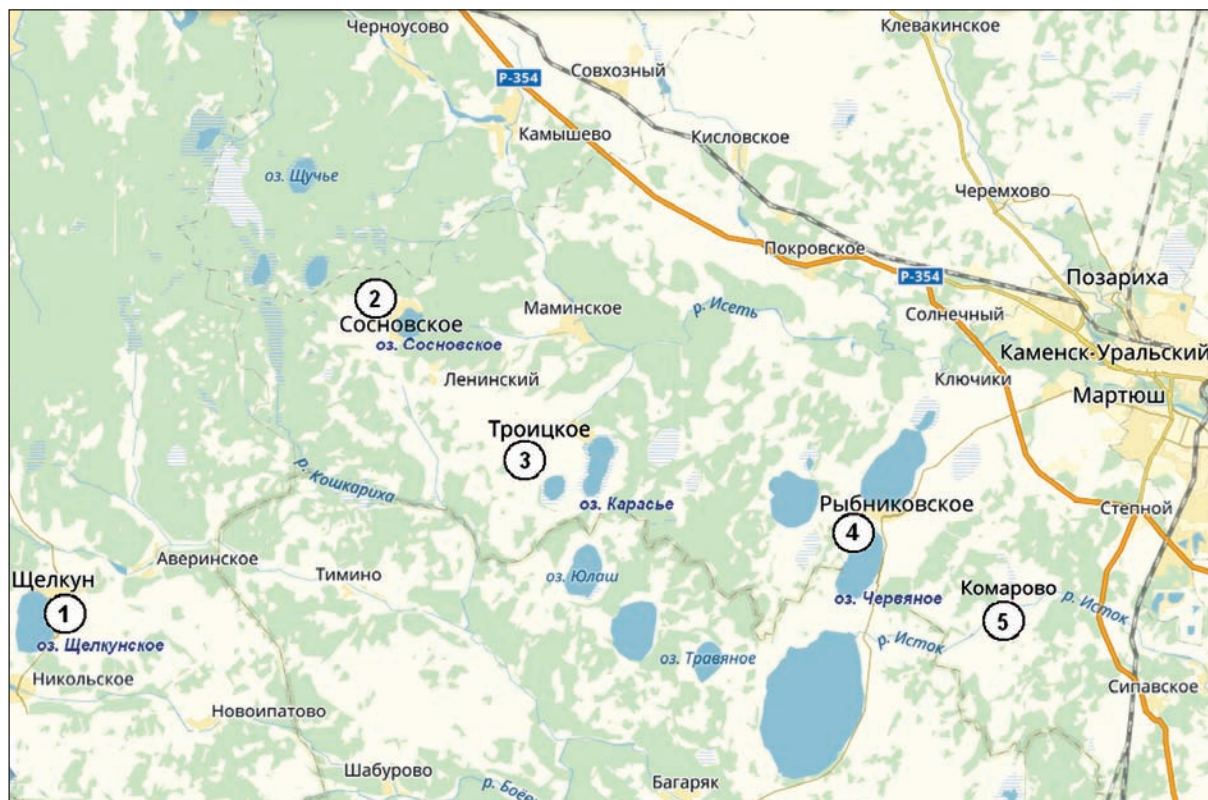 Черноусово
Клевакинское
Р-354
Совхозный
Камышево
Кисловское
оз. Щучье
Черемхово
Покровское
Р-354
Позариха
2
Сосновское
оз. Сосновское
Маминское
р. Исеть
Солнечный
Каменск-Уральский
Ленинский
Ключики
Мартюш
Троицкое
3
р. Кошкариха
оз. Карасье
Рыбниковское
4
Степной
Аверинское
Щелкун
1
оз. Щелкунское
Тимино
оз. Юлаш
оз. Червяное
Комарово
5
р. Исток
р. Исток
оз. Травяное
Никольское
Новоипатово
Сипавское
Шабурово
Багаряк